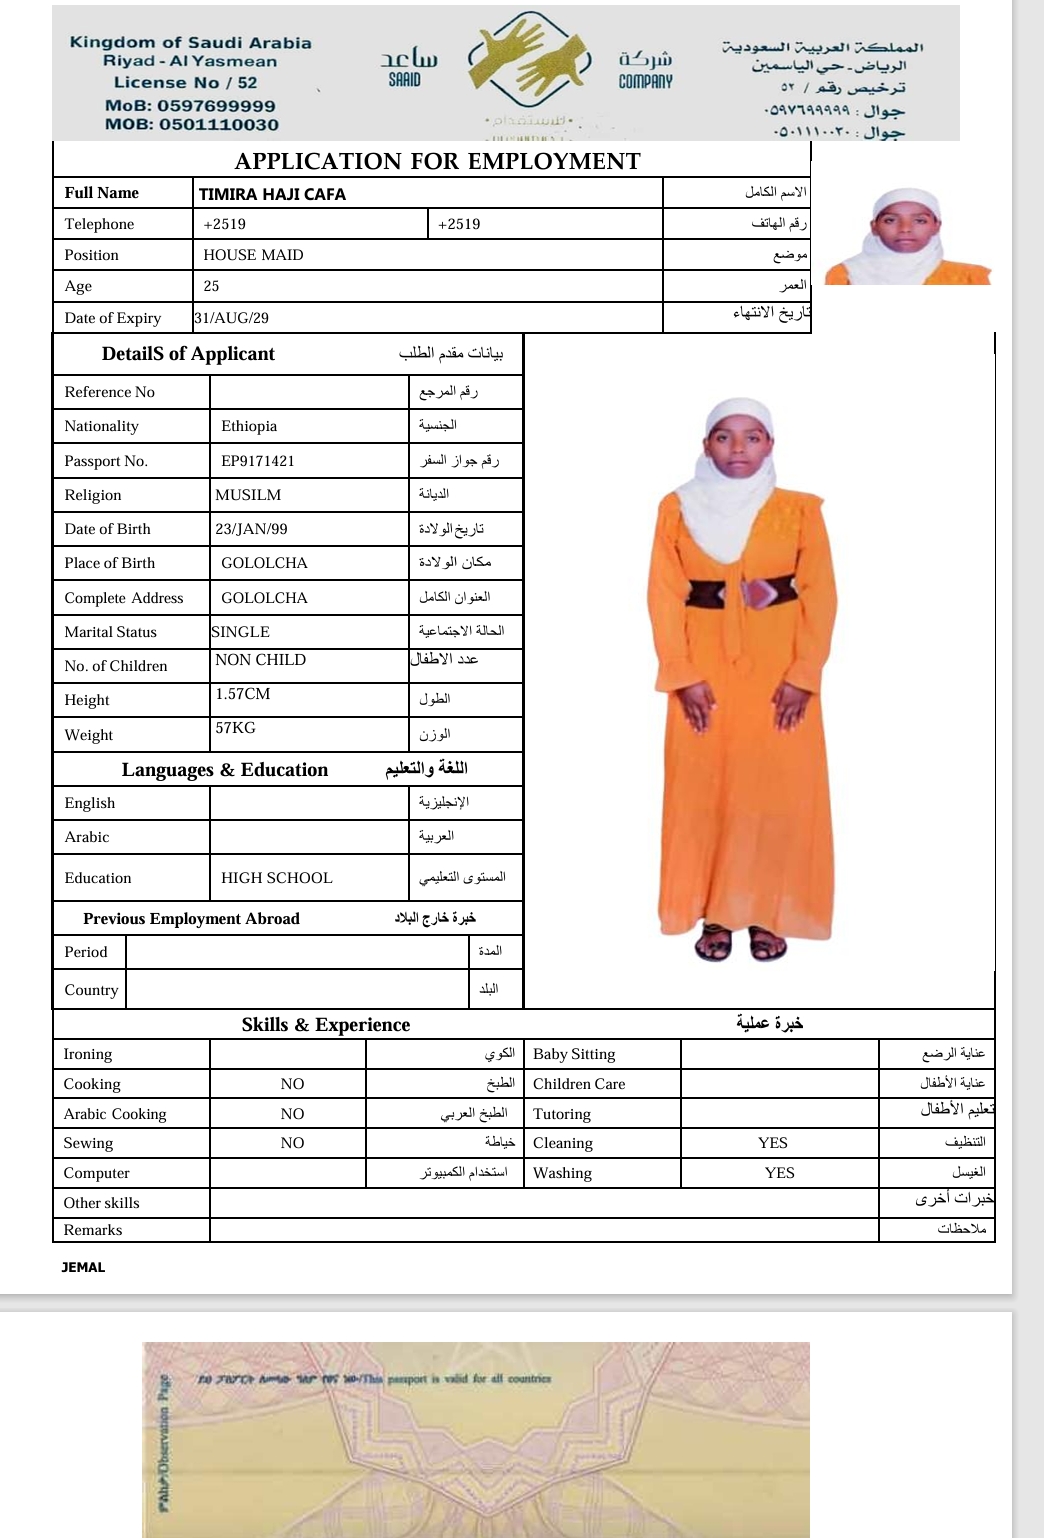 Kingdom of Saudi Arabia
Riyad - Al Yasmean
License No / 52
MoB: 0597699999
MOB: 0501110030
ساعد
SAAID
شركة
COMPANY
للاستقدام
المملكة العربية السعودية
الرياض - حي الياسمين
ترخيص رقم / ٥٢
جوال : ٠٥٩٧٦٩٩٩٩٩
جوال : ٠٥٠١١١٠٠٣٠
APPLICATION FOR EMPLOYMENT
Full Name TIMIRA HAJI CAFA الاسم الكامل
Telephone +2519 +2519 رقم الهاتف
Position HOUSE MAID موضع
Age 25 العمر
Date of Expiry 31/AUG/29 تاريخ الانتهاء
DetailS of Applicant بيانات مقدم الطلب
Reference No رقم المرجع
Nationality Ethiopia الجنسية
Passport No. EP9171421 رقم جواز السفر
Religion MUSILM الديانة
Date of Birth 23/JAN/99 تاريخ الولادة
Place of Birth GOLOLCHA مكان الولادة
Complete Address GOLOLCHA العنوان الكامل
Marital Status SINGLE الحالة الاجتماعية
No. of Children NON CHILD عدد الاطفال
Height 1.57CM الطول
Weight 57KG الوزن
Languages & Education اللغة والتعليم
English الإنجليزية
Arabic العربية
Education HIGH SCHOOL المستوى التعليمي
Previous Employment Abroad خبرة خارج البلاد
Period المدة
Country البلد
Skills & Experience خبرة عملية
Ironing الكوي Baby Sitting عناية الرضع
Cooking NO الطبخ Children Care عناية الأطفال
Arabic Cooking NO الطبخ العربي Tutoring تعليم الأطفال
Sewing NO خياطة Cleaning YES التنظيف
Computer استخدام الكمبيوتر Washing YES الغيسل
Other skills خبرات أخرى
Remarks ملاحظات
JEMAL
/This passport is valid for all countries
/Observation Page